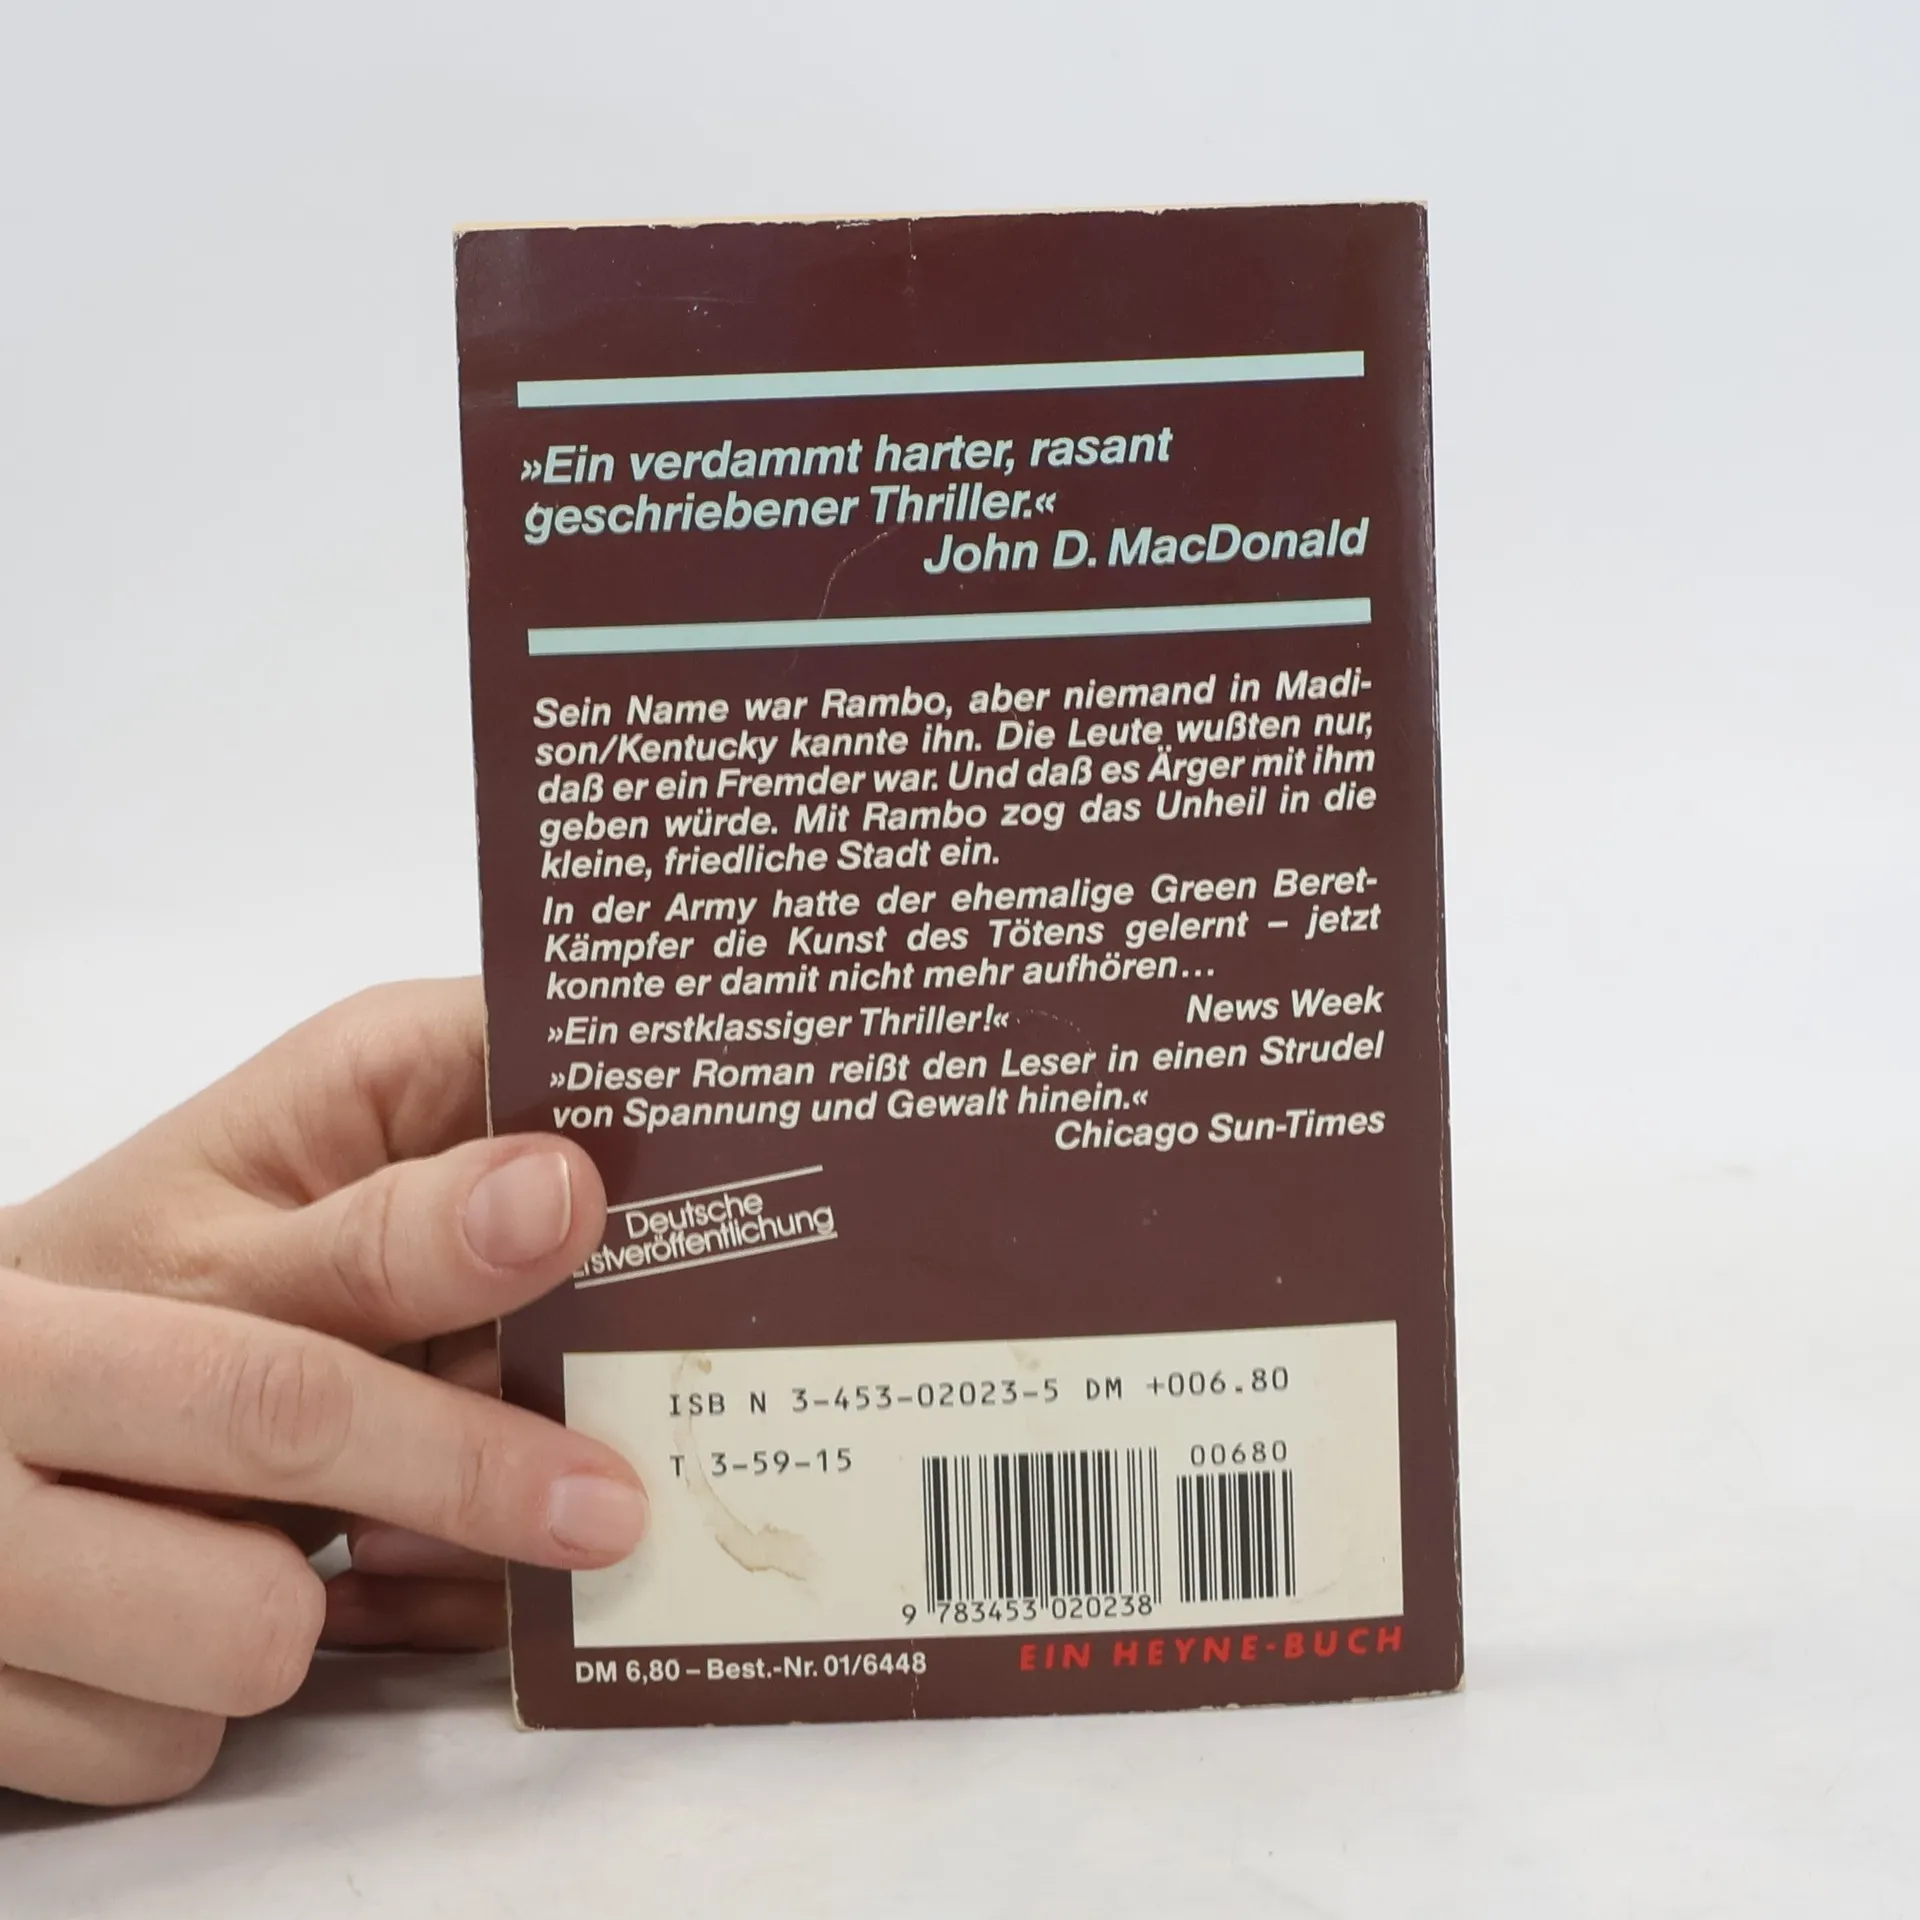 »Ein verdammt harter, rasant
geschriebener Thriller.«
John D. MacDonald
Sein Name war Rambo, aber niemand in Madi-
son/Kentucky kannte ihn. Die Leute wußten nur,
daß er ein Fremder war. Und daß es Ärger mit ihm
geben würde. Mit Rambo zog das Unheil in die
kleine, friedliche Stadt ein.
In der Army hatte der ehemalige Green Beret-
Kämpfer die Kunst des Tötens gelernt – jetzt
konnte er damit nicht mehr aufhören...
»Ein erstklassiger Thriller!« News Week
»Dieser Roman reißt den Leser in einen Strudel
von Spannung und Gewalt hinein.«
Chicago Sun-Times
Deutsche
Erstveröffentlichung
ISB N 3-453-02023-5 DM +006.80
T 3-59-15
00680
9 783453 020238
EIN HEYNE-BUCH
DM 6,80 – Best.-Nr. 01/6448